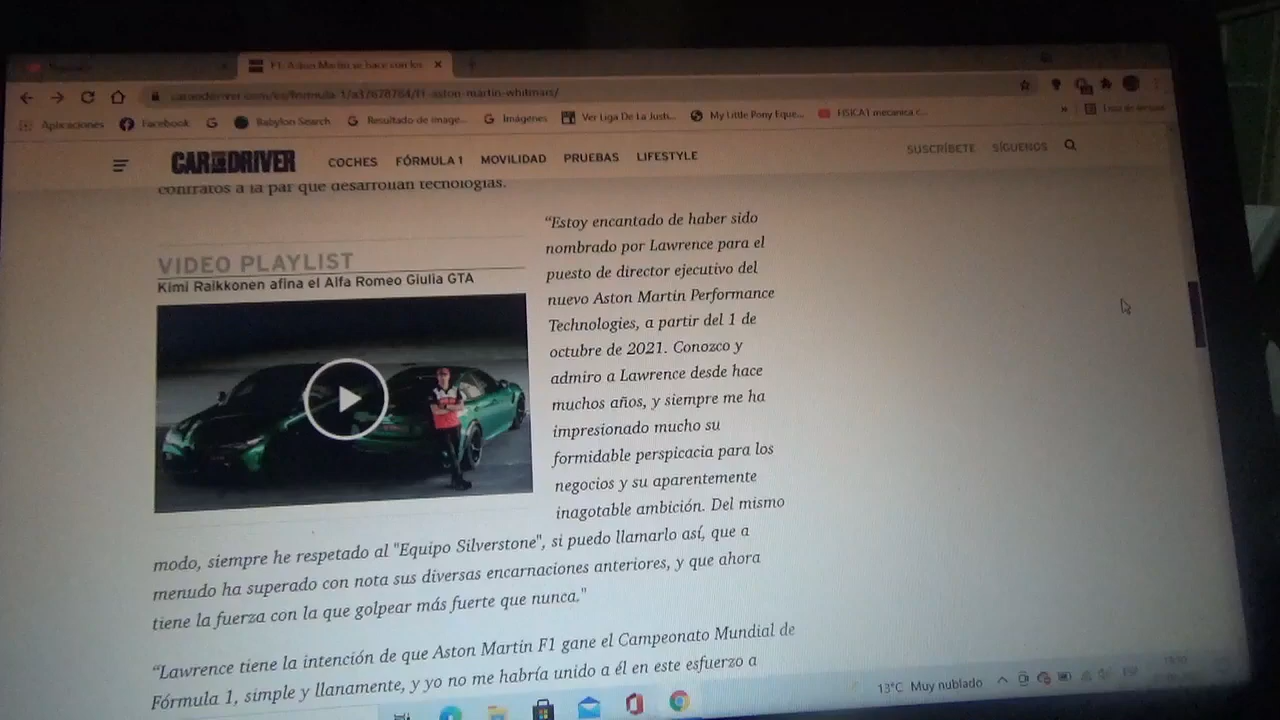 F1: Aston Martin se hace con los
caranddriver.com/es/formula-1/a37678764/f1-aston-martin-whitmars/
Aplicaciones Facebook Babylon Search Resultado de image... Imágenes Ver Liga De La Justi... My Little Pony Eque... FISICA1 mecanica c... »
CAR AND DRIVER COCHES FÓRMULA 1 MOVILIDAD PRUEBAS LIFESTYLE SUSCRÍBETE SÍGUENOS
contratos a la par que desarrollan tecnologías.
VIDEO PLAYLIST
Kimi Raikkonen afina el Alfa Romeo Giulia GTA
“Estoy encantado de haber sido
nombrado por Lawrence para el
puesto de director ejecutivo del
nuevo Aston Martin Performance
Technologies, a partir del 1 de
octubre de 2021. Conozco y
admiro a Lawrence desde hace
muchos años, y siempre me ha
impresionado mucho su
formidable perspicacia para los
negocios y su aparentemente
inagotable ambición. Del mismo
modo, siempre he respetado al "Equipo Silverstone", si puedo llamarlo así, que a
menudo ha superado con nota sus diversas encarnaciones anteriores, y que ahora
tiene la fuerza con la que golpear más fuerte que nunca."
“Lawrence tiene la intención de que Aston Martin F1 gane el Campeonato Mundial de
Fórmula 1, simple y llanamente, y yo no me habría unido a él en este esfuerzo a
13°C Muy nublado